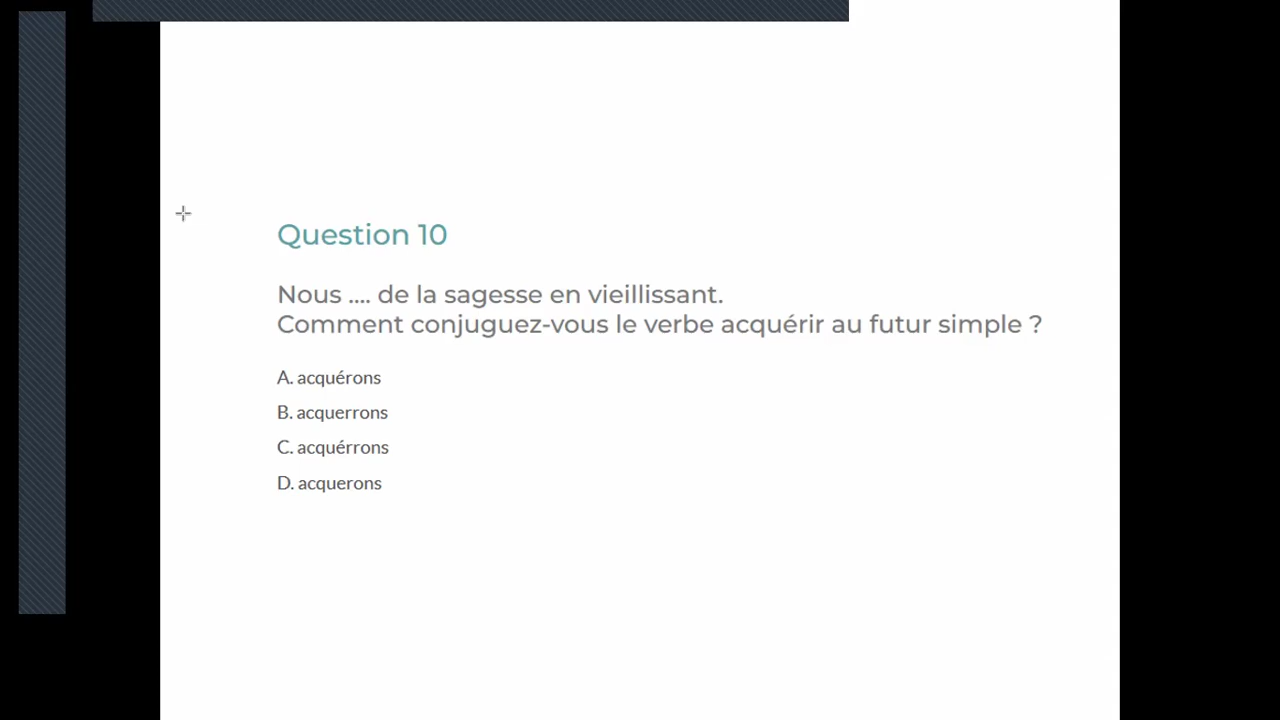 Question 10
Nous .... de la sagesse en vieillissant.
Comment conjuguez-vous le verbe acquérir au futur simple ?
A. acquérons
B. acquerrons
C. acquérrons
D. acquerons